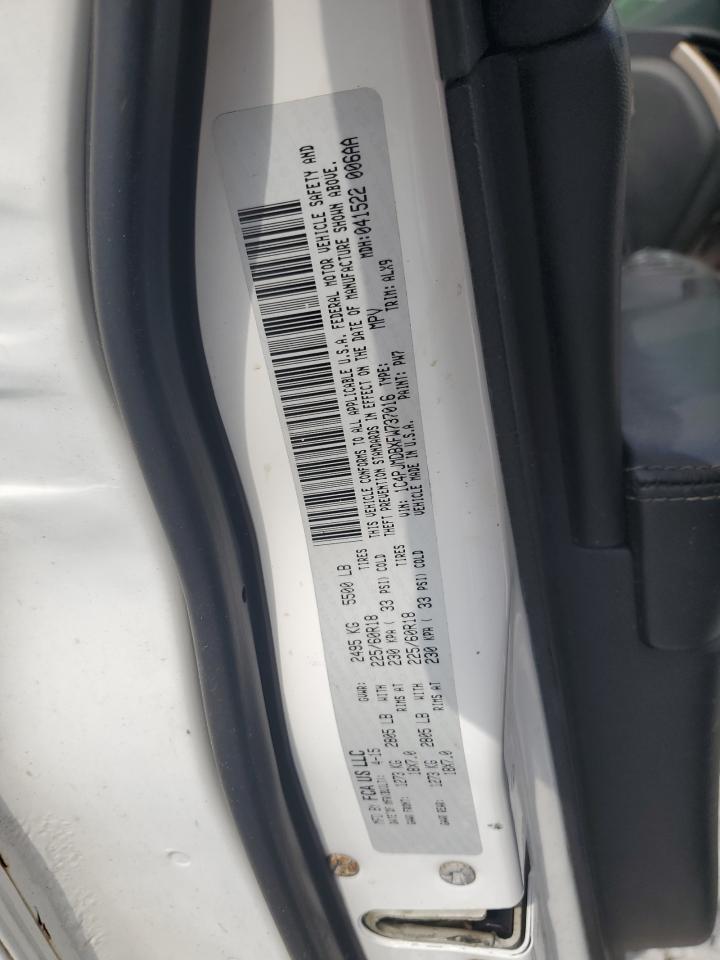 MFD BY: FCA US LLC
DATE OF MFR(BUILT): 4-15 GVWR: 2495 KG 5500 LB
GAWR FRONT: 1273 KG 2805 LB WITH 225/60R18 TIRES
18X7.0 RIMS AT 230 KPA ( 33 PSI) COLD
GAWR REAR: 1273 KG 2805 LB WITH 225/60R18 TIRES
18X7.0 RIMS AT 230 KPA ( 33 PSI) COLD
THIS VEHICLE CONFORMS TO ALL APPLICABLE U.S.A. FEDERAL MOTOR VEHICLE SAFETY AND
THEFT PREVENTION STANDARDS IN EFFECT ON THE DATE OF MANUFACTURE SHOWN ABOVE.
VIN: 1C4PJMDBXFW737016 TYPE: MPV MDH:041522 006AA
VEHICLE MADE IN U.S.A. PAINT: PW7 TRIM: ALX9